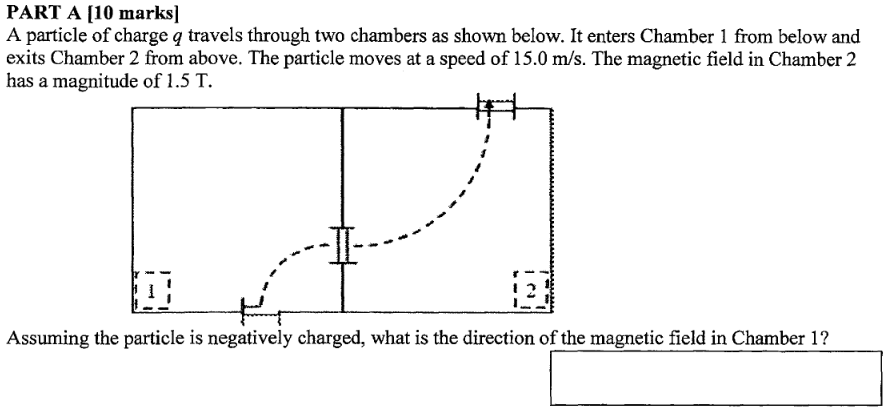 PART A [10 marks]
A particle of charge q travels through two chambers as shown below. It enters Chamber 1 from below and
exits Chamber 2 from above. The particle moves at a speed of 15.0 m/s. The magnetic field in Chamber 2
has a magnitude of 1.5 T.
1
2
Assuming the particle is negatively charged, what is the direction of the magnetic field in Chamber 1?